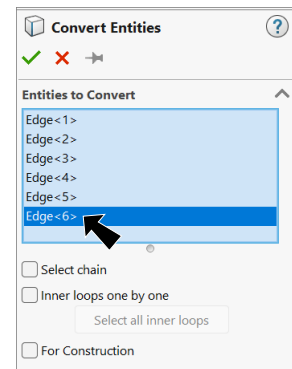 Convert Entities
?
Entities to Convert
Edge<1>
Edge<2>
Edge<3>
Edge<4>
Edge<5>
Edge<6>
Select chain
Inner loops one by one
Select all inner loops
For Construction